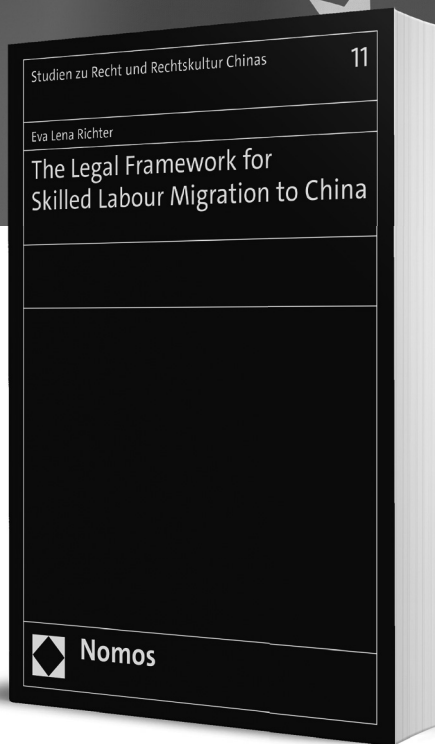 Studien zu Recht und Rechtskultur Chinas 11
Eva Lena Richter
The Legal Framework for
Skilled Labour Migration to China
Nomos